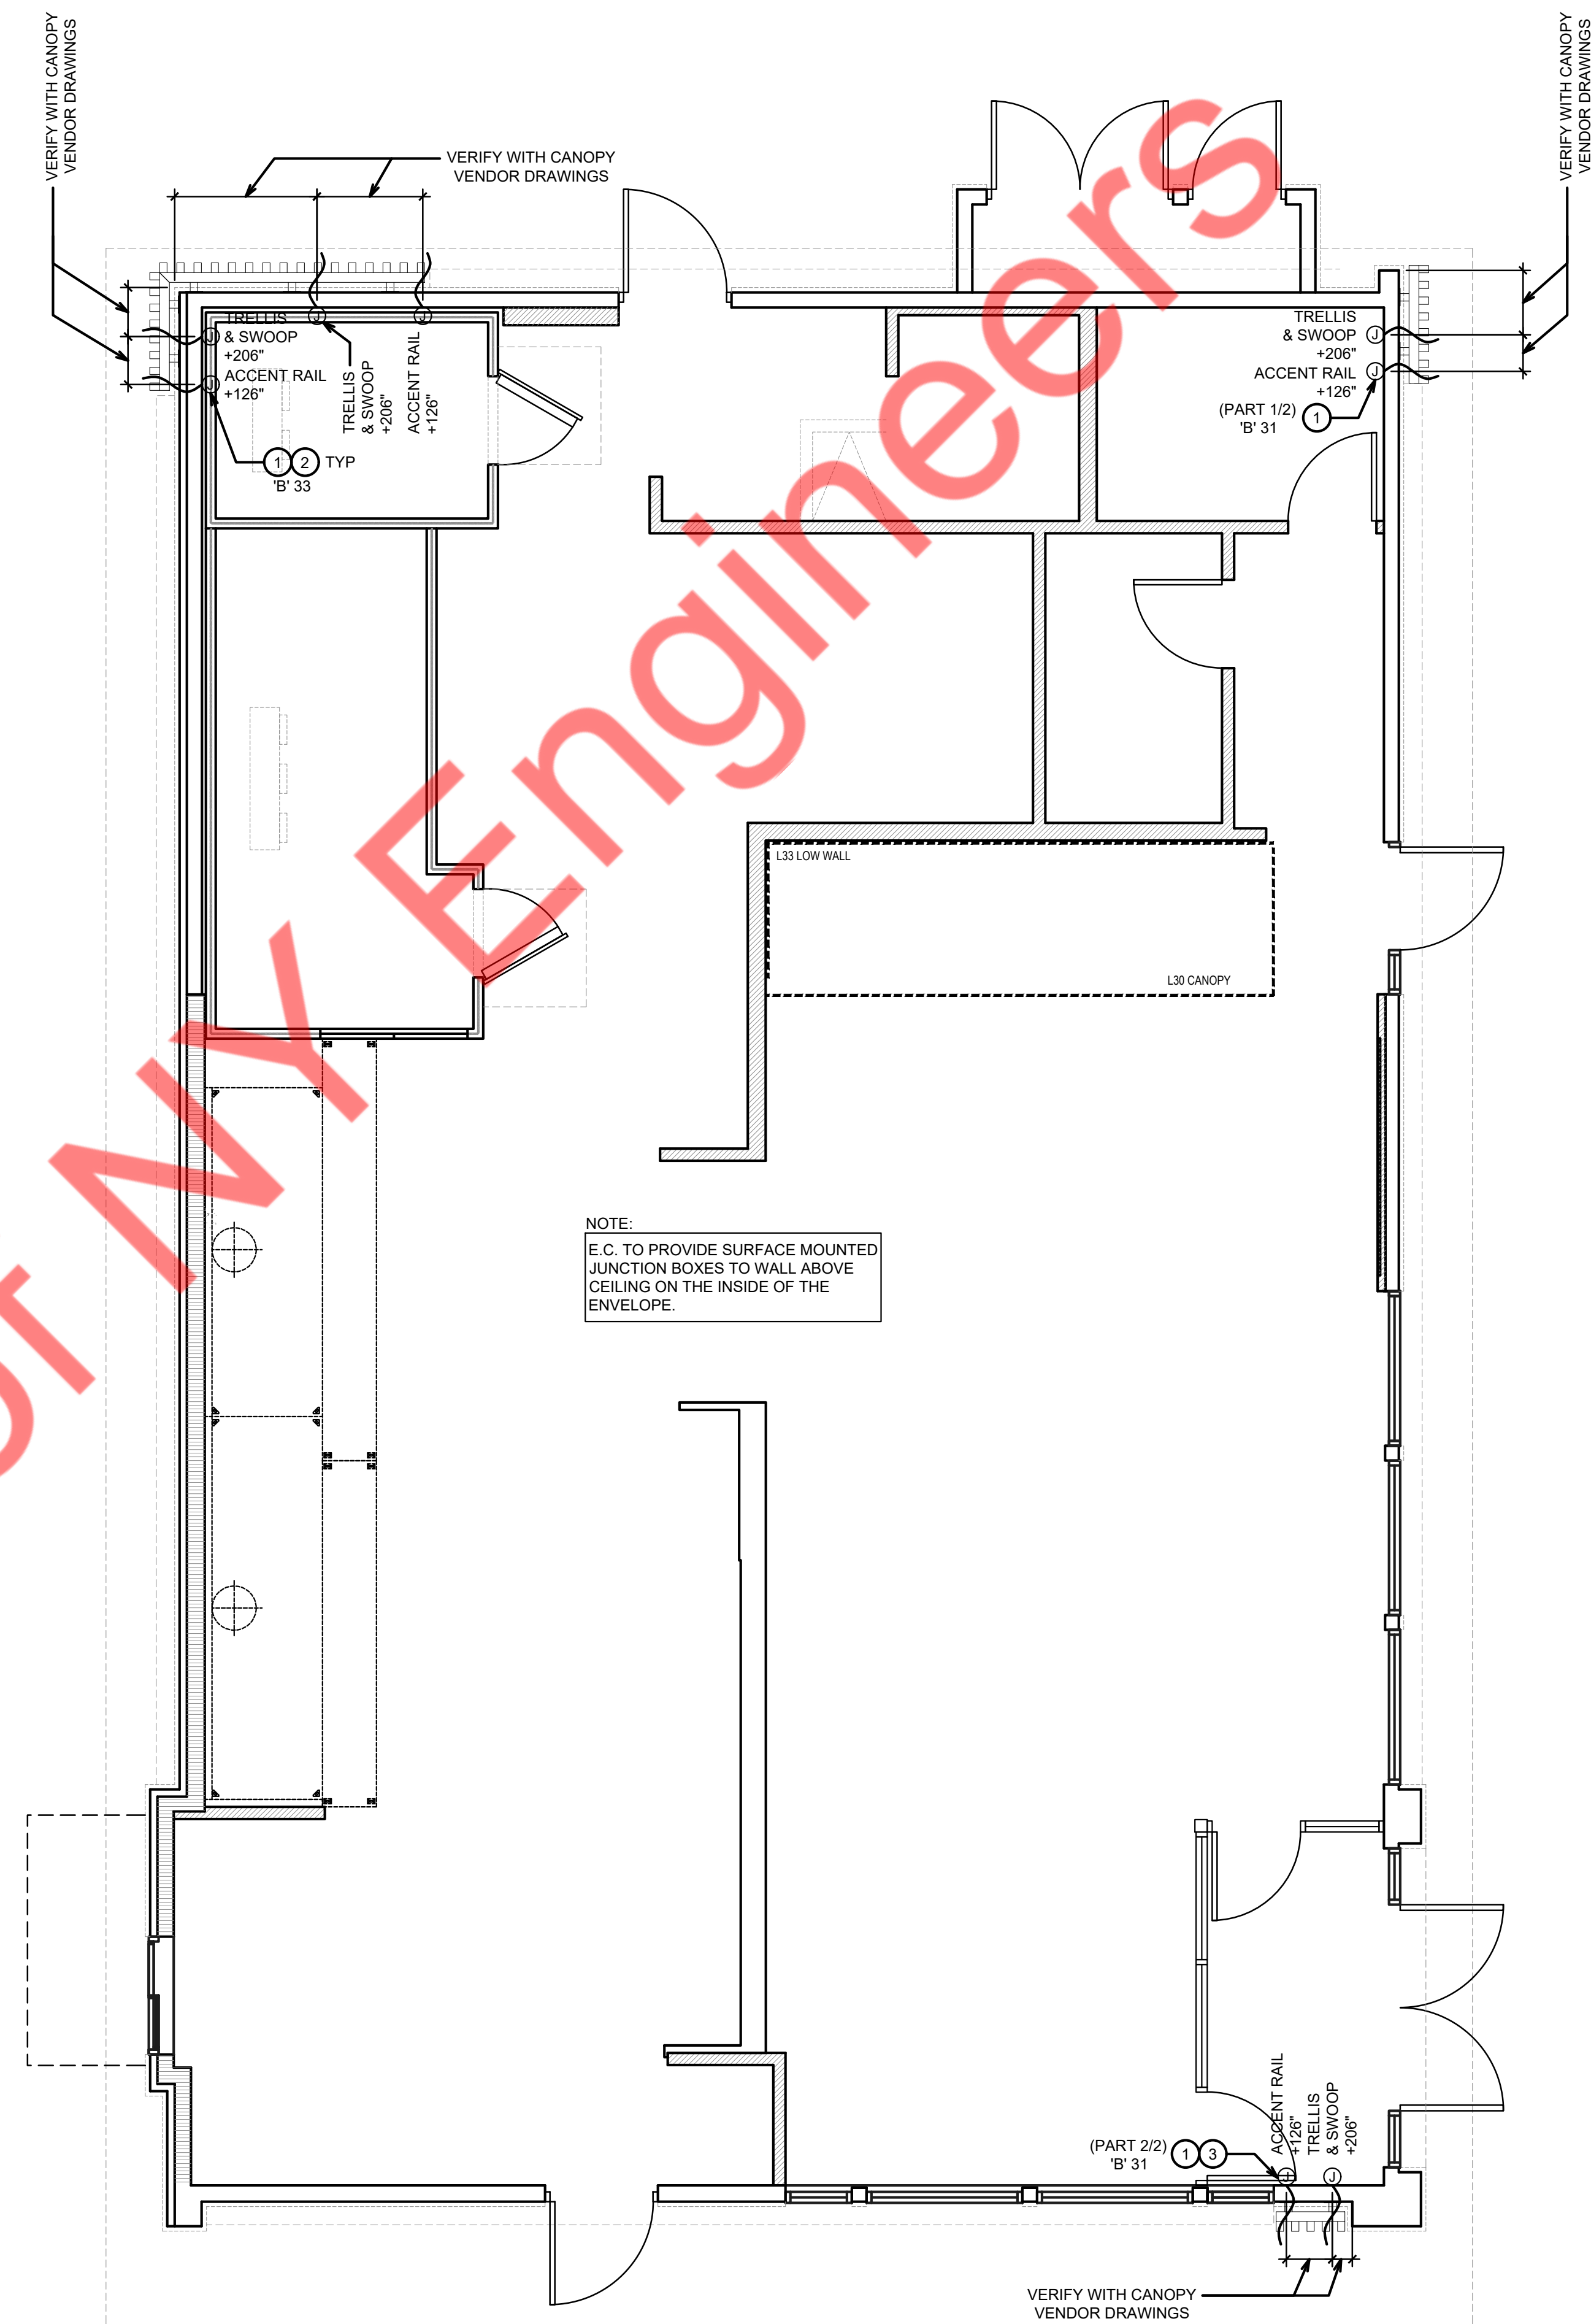 VERIFY WITH CANOPY
VENDOR DRAWINGS
VERIFY WITH CANOPY
VENDOR DRAWINGS
VERIFY WITH CANOPY
VENDOR DRAWINGS
TRELLIS
& SWOOP
+206"
ACCENT RAIL
+126"
J
J
J
J
TRELLIS
& SWOOP
+206"
ACCENT RAIL
+126"
1 2 TYP
'B' 33
TRELLIS
& SWOOP
+206"
ACCENT RAIL
+126"
J
J
(PART 1/2)
'B' 31
1
L33 LOW WALL
L30 CANOPY
NOTE:
E.C. TO PROVIDE SURFACE MOUNTED
JUNCTION BOXES TO WALL ABOVE
CEILING ON THE INSIDE OF THE
ENVELOPE.
NY Engineers
ACCENT RAIL
+126"
TRELLIS
& SWOOP
+206"
(PART 2/2)
'B' 31
1 3
J
J
VERIFY WITH CANOPY
VENDOR DRAWINGS